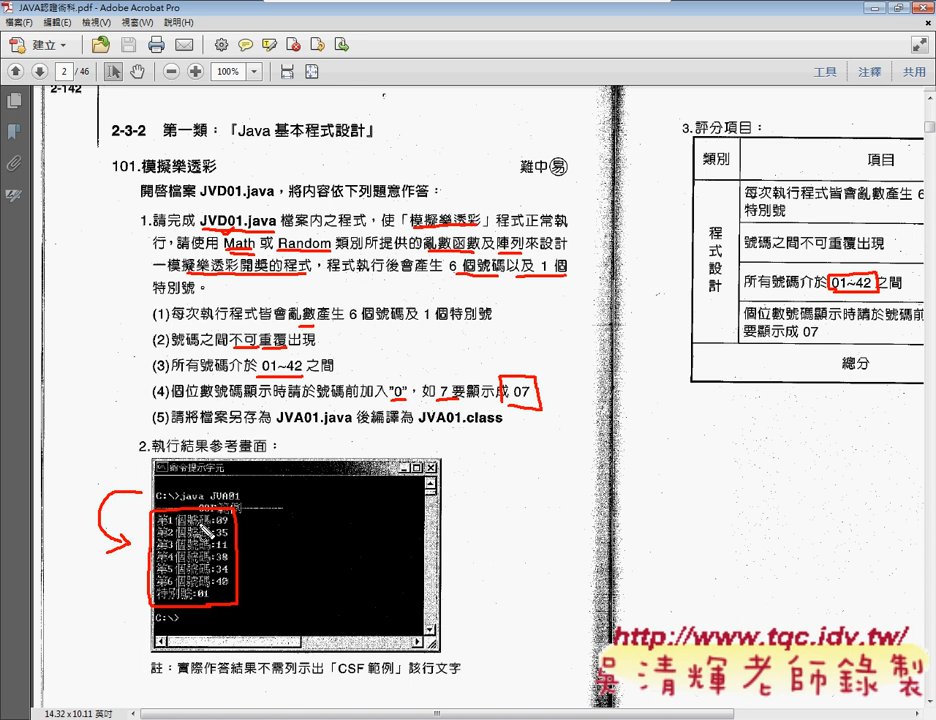 JAVA認證術科.pdf - Adobe Acrobat Pro
檔案(F) 編輯(E) 檢視(V) 視窗(W) 說明(H)
建立
2 / 46
100%
工具 註釋 共用
2-142
2-3-2 第一類：『Java 基本程式設計』
101.模擬樂透彩 難中易
開啓檔案 JVD01.java，將內容依下列題意作答：
1.請完成 JVD01.java 檔案內之程式，使「模擬樂透彩」程式正常執
行，請使用 Math 或 Random 類別所提供的亂數函數及陣列來設計
一模擬樂透彩開獎的程式，程式執行後會產生 6 個號碼以及 1 個
特別號。
(1)每次執行程式皆會亂數產生 6 個號碼及 1 個特別號
(2)號碼之間不可重覆出現
(3)所有號碼介於 01~42 之間
(4)個位數號碼顯示時請於號碼前加入"0"，如 7 要顯示成 07
(5)請將檔案另存為 JVA01.java 後編譯為 JVA01.class
2.執行結果參考畫面：
命令提示字元
C:\>java JVA01
CSF 範例
第1個號碼:09
第2個號碼:35
第3個號碼:11
第4個號碼:38
第5個號碼:34
第6個號碼:40
特別號:01
C:\>
註：實際作答結果不需列示出「CSF 範例」該行文字
3.評分項目：
類別 項目
程式設計
每次執行程式皆會亂數產生 6
特別號
號碼之間不可重覆出現
所有號碼介於 01~42 之間
個位數號碼顯示時請於號碼前
要顯示成 07
總分
http://www.tqc.idv.tw/
吳清輝老師錄製
14.32 x 10.11 英吋